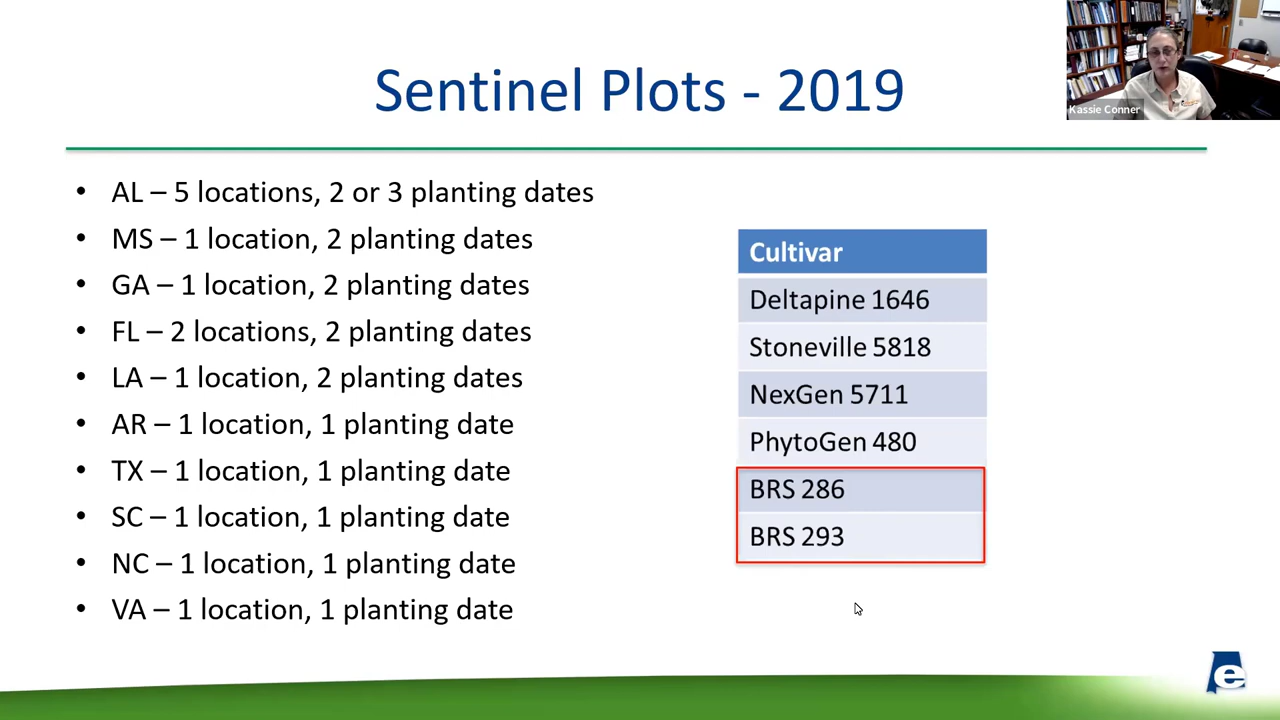 Sentinel Plots - 2019
Kassie Conner
• AL – 5 locations, 2 or 3 planting dates
• MS – 1 location, 2 planting dates
• GA – 1 location, 2 planting dates
• FL – 2 locations, 2 planting dates
• LA – 1 location, 2 planting dates
• AR – 1 location, 1 planting date
• TX – 1 location, 1 planting date
• SC – 1 location, 1 planting date
• NC – 1 location, 1 planting date
• VA – 1 location, 1 planting date
Cultivar
Deltapine 1646
Stoneville 5818
NexGen 5711
PhytoGen 480
BRS 286
BRS 293
e